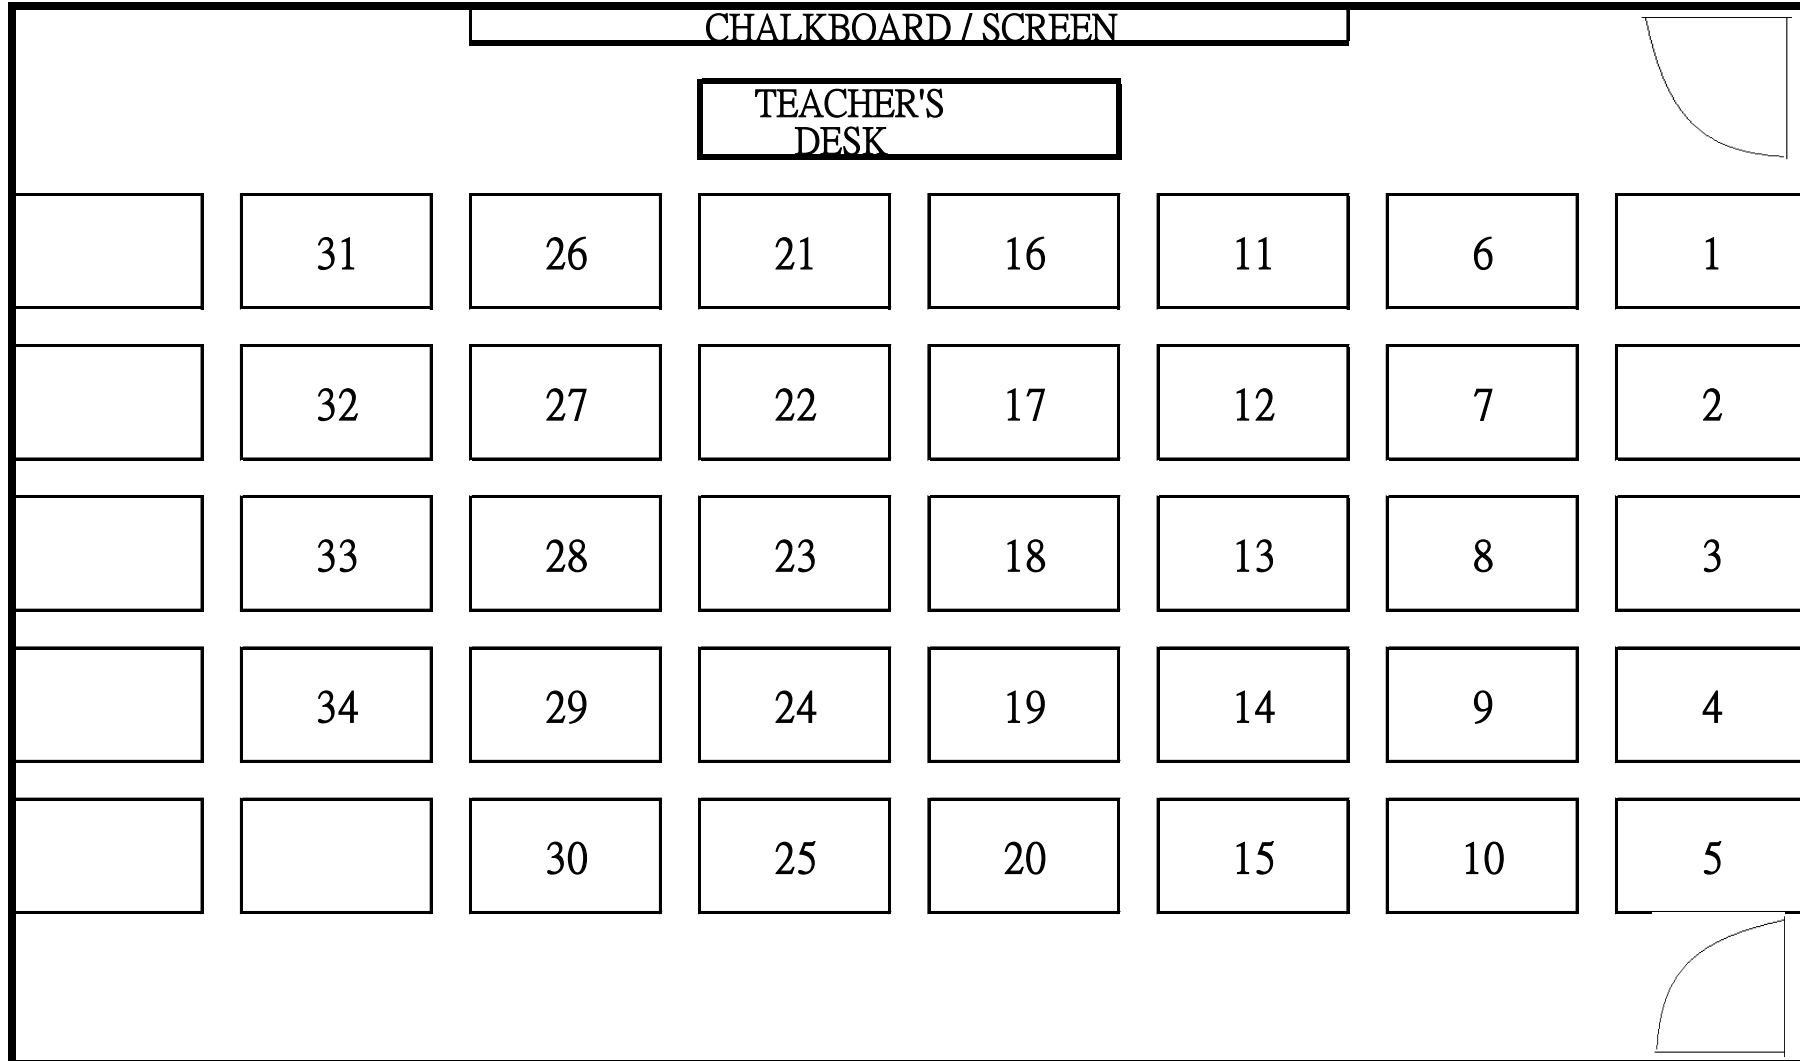 CHALKBOARD / SCREEN
TEACHER'S
DESK
31 26 21 16 11 6 1
32 27 22 17 12 7 2
33 28 23 18 13 8 3
34 29 24 19 14 9 4
30 25 20 15 10 5